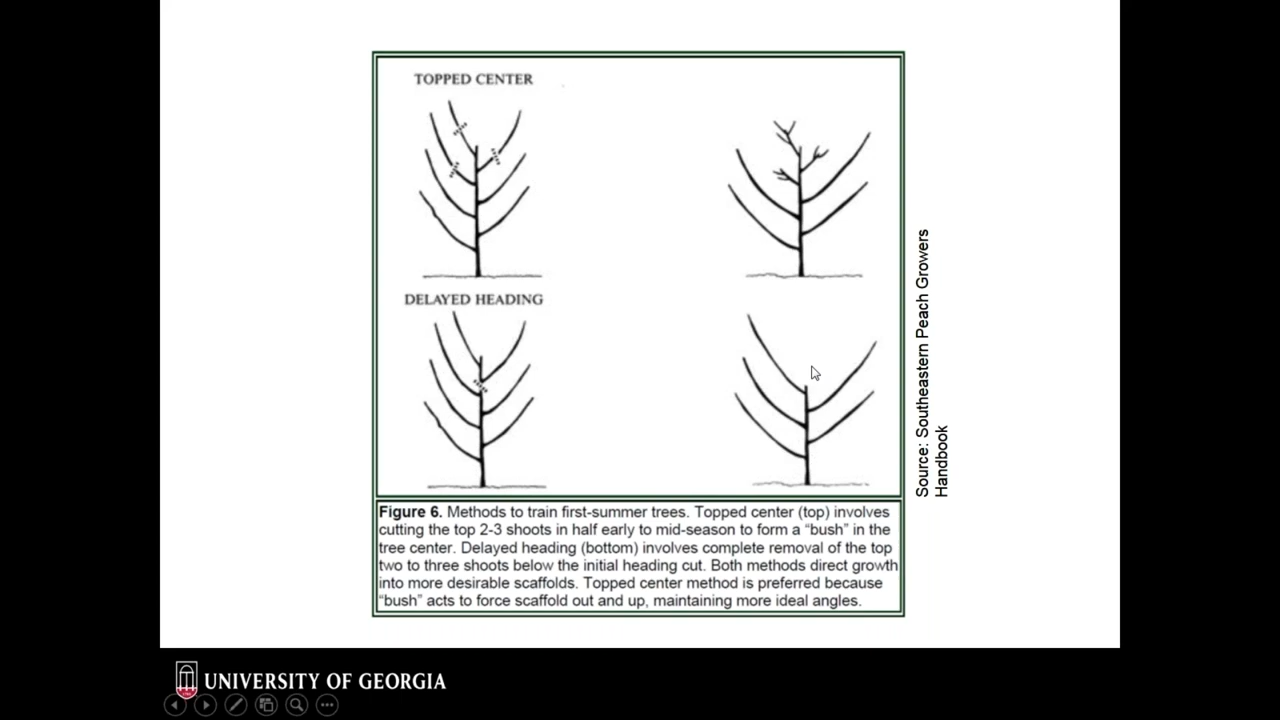 TOPPED CENTER
DELAYED HEADING
Figure 6. Methods to train first-summer trees. Topped center (top) involves
cutting the top 2-3 shoots in half early to mid-season to form a “bush” in the
tree center. Delayed heading (bottom) involves complete removal of the top
two to three shoots below the initial heading cut. Both methods direct growth
into more desirable scaffolds. Topped center method is preferred because
“bush” acts to force scaffold out and up, maintaining more ideal angles.
Source: Southeastern Peach Growers
Handbook
UNIVERSITY OF GEORGIA